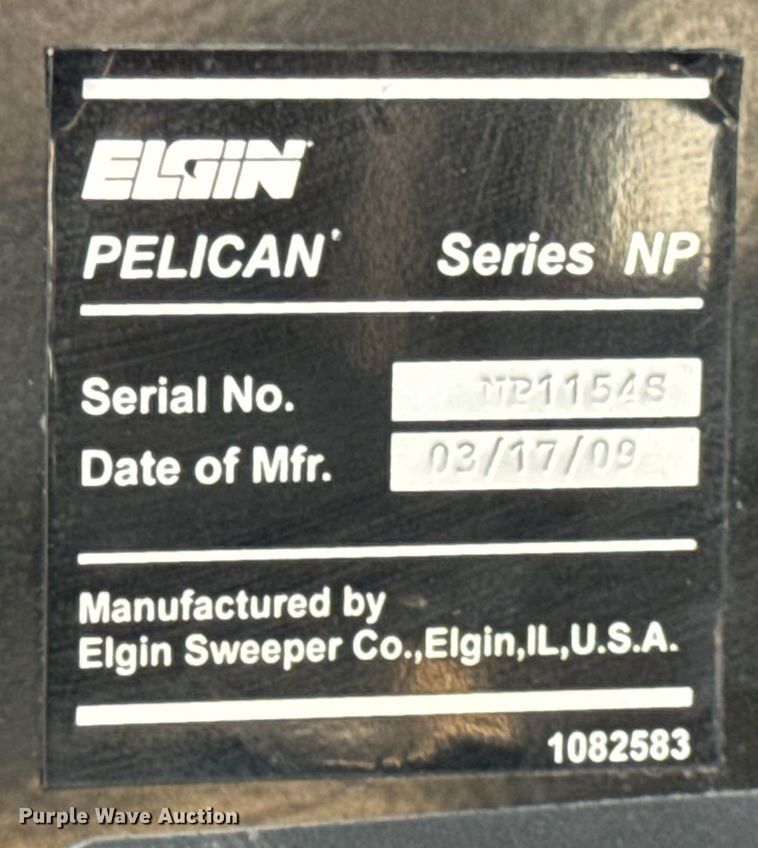 ELGIN
PELICAN Series NP
Serial No.
Date of Mfr. 03/17/09
Manufactured by
Elgin Sweeper Co.,Elgin,IL,U.S.A.
1082583
Purple Wave Auction